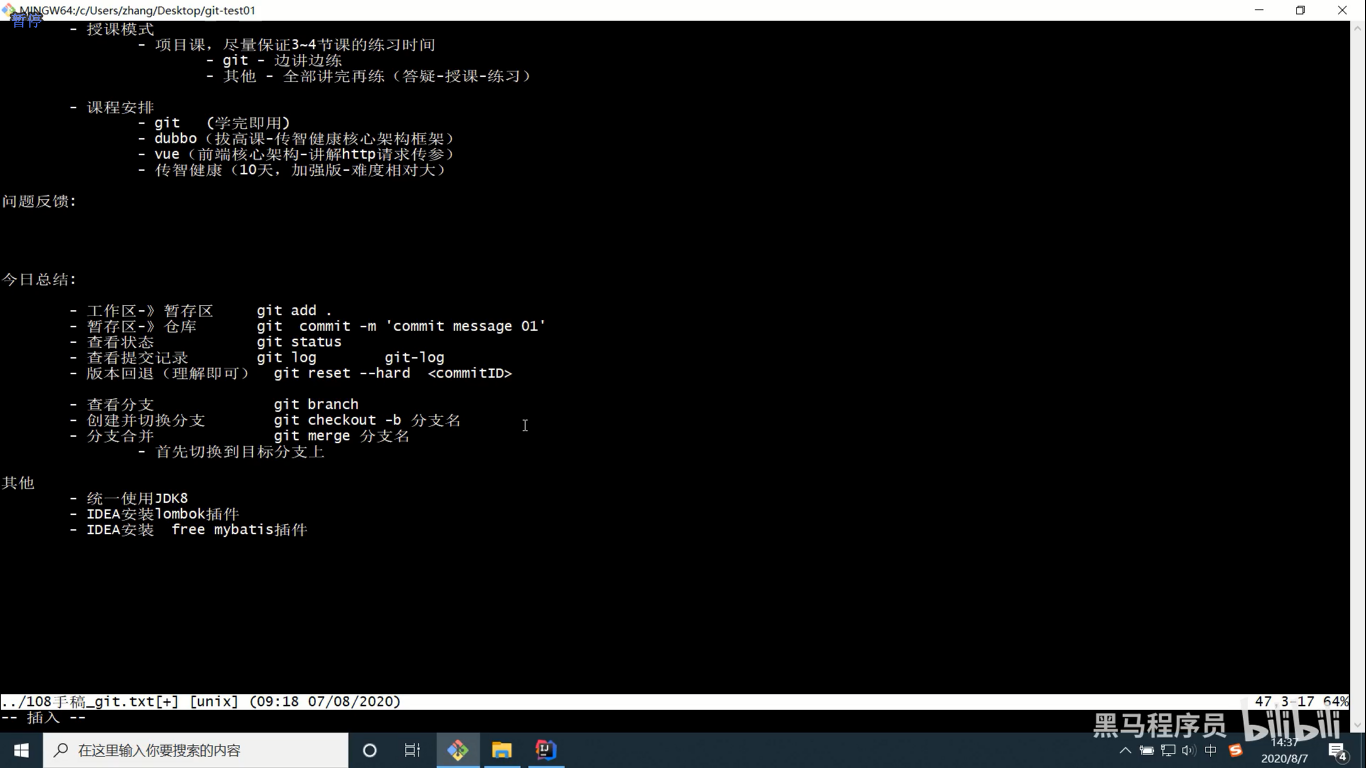 MINGW64:/c/Users/zhang/Desktop/git-test01
暂停
- 授课模式
- 项目课，尽量保证3~4节课的练习时间
- git - 边讲边练
- 其他 - 全部讲完再练（答疑-授课-练习）
- 课程安排
- git （学完即用）
- dubbo（拔高课-传智健康核心架构框架）
- vue（前端核心架构-讲解http请求传参）
- 传智健康（10天，加强版-难度相对大）
问题反馈：
今日总结：
- 工作区-》暂存区 git add .
- 暂存区-》仓库 git commit -m 'commit message 01'
- 查看状态 git status
- 查看提交记录 git log git-log
- 版本回退（理解即可） git reset --hard <commitID>
- 查看分支 git branch
- 创建并切换分支 git checkout -b 分支名
- 分支合并 git merge 分支名
- 首先切换到目标分支上
其他
- 统一使用JDK8
- IDEA安装lombok插件
- IDEA安装 free mybatis插件
../108手稿_git.txt[+] [unix] (09:18 07/08/2020) 47,3-17 64%
-- 插入 --
黑马程序员 bilibili
在这里输入你要搜索的内容
中
14:37
2020/8/7
4